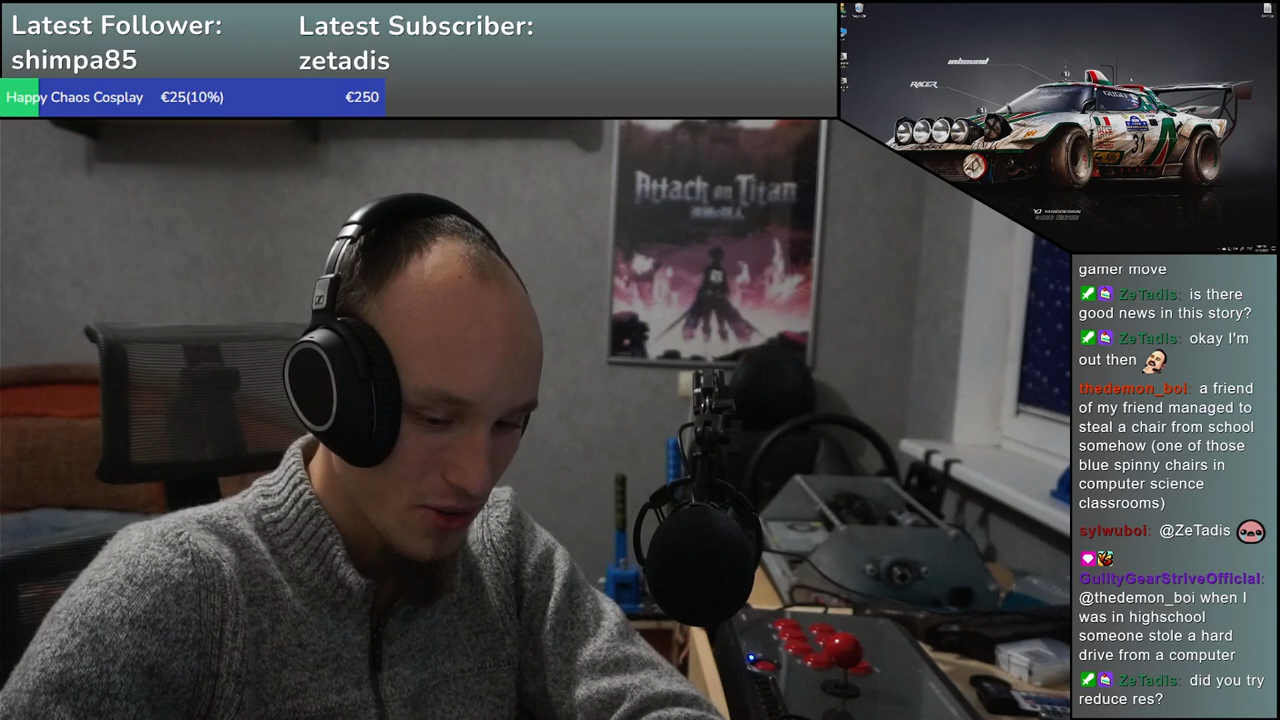 Latest Follower:
shimpa85
Latest Subscriber:
zetadis
Happy Chaos Cosplay €25(10%) €250
inbound
RACER
31
YASIDDESIGN
Attack on Titan
gamer move
ZeTadis: is there
good news in this story?
ZeTadis: okay I'm
out then
thedemon_boi: a friend
of my friend managed to
steal a chair from school
somehow (one of those
blue spinny chairs in
computer science
classrooms)
sylwuboi: @ZeTadis
GuiltyGearStriveOfficial:
@thedemon_boi when I
was in highschool
someone stole a hard
drive from a computer
ZeTadis: did you try
reduce res?